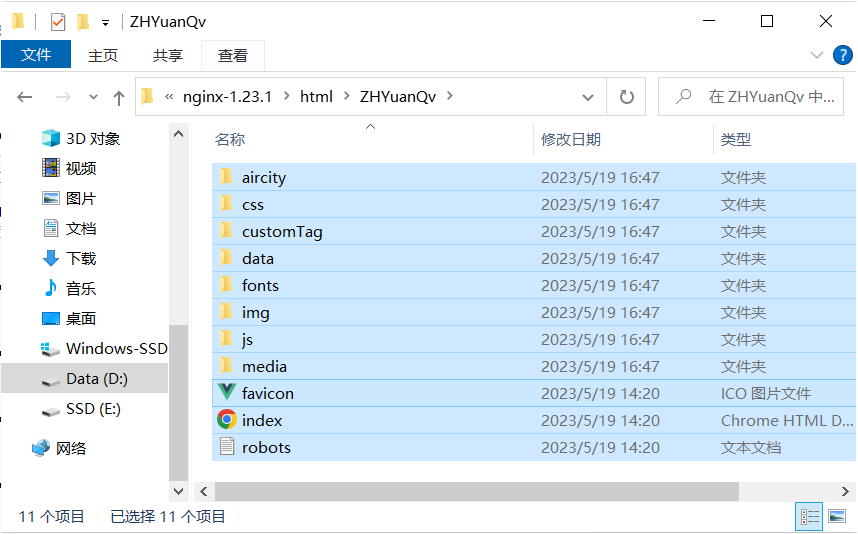 ZHYuanQv
文件 主页 共享 查看
« nginx-1.23.1 > html > ZHYuanQv > 在 ZHYuanQv 中...
3D 对象
视频
图片
文档
下载
音乐
桌面
Windows-SSD
Data (D:)
SSD (E:)
网络
名称 修改日期 类型
aircity 2023/5/19 16:47 文件夹
css 2023/5/19 16:47 文件夹
customTag 2023/5/19 16:47 文件夹
data 2023/5/19 16:47 文件夹
fonts 2023/5/19 16:47 文件夹
img 2023/5/19 16:47 文件夹
js 2023/5/19 16:47 文件夹
media 2023/5/19 16:47 文件夹
favicon 2023/5/19 14:20 ICO 图片文件
index 2023/5/19 14:20 Chrome HTML D...
robots 2023/5/19 14:20 文本文档
11 个项目 已选择 11 个项目